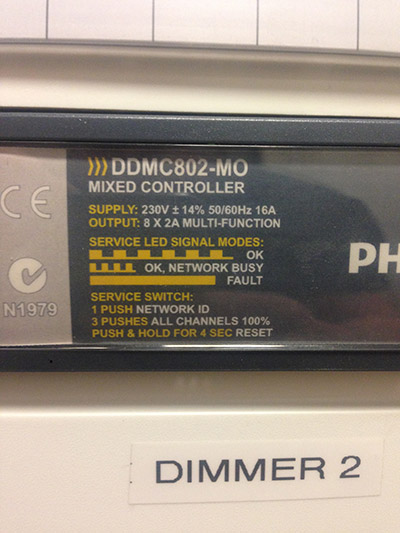 ))) DDMC802-MO
MIXED CONTROLLER
SUPPLY: 230V ± 14% 50/60Hz 16A
OUTPUT: 8 X 2A MULTI-FUNCTION
SERVICE LED SIGNAL MODES:
OK
OK, NETWORK BUSY
FAULT
SERVICE SWITCH:
1 PUSH NETWORK ID
3 PUSHES ALL CHANNELS 100%
PUSH & HOLD FOR 4 SEC RESET
CE
N1979
PH
DIMMER 2